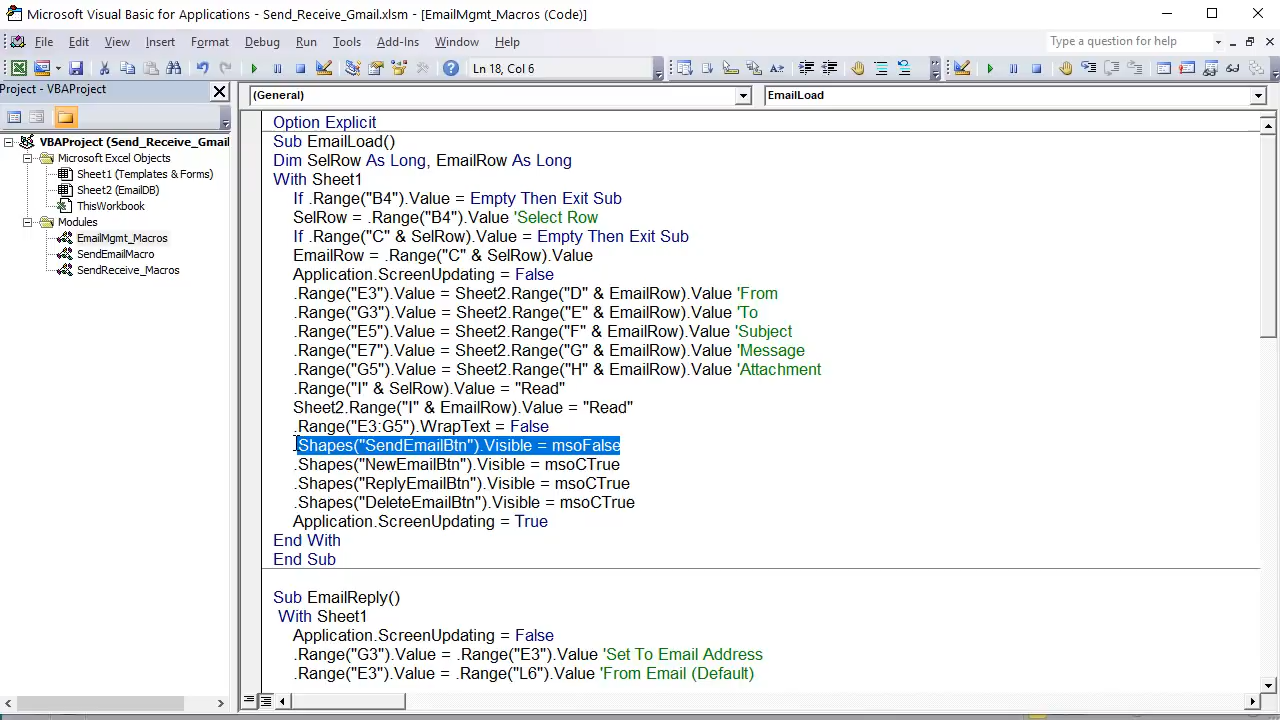 Microsoft Visual Basic for Applications - Send_Receive_Gmail.xlsm - [EmailMgmt_Macros (Code)]
File Edit View Insert Format Debug Run Tools Add-Ins Window Help
Type a question for help
Ln 18, Col 6
Project - VBAProject
(General)
EmailLoad
VBAProject (Send_Receive_Gmail
Microsoft Excel Objects
Sheet1 (Templates & Forms)
Sheet2 (EmailDB)
ThisWorkbook
Modules
EmailMgmt_Macros
SendEmailMacro
SendReceive_Macros
Option Explicit
Sub EmailLoad()
Dim SelRow As Long, EmailRow As Long
With Sheet1
If .Range("B4").Value = Empty Then Exit Sub
SelRow = .Range("B4").Value 'Select Row
If .Range("C" & SelRow).Value = Empty Then Exit Sub
EmailRow = .Range("C" & SelRow).Value
Application.ScreenUpdating = False
.Range("E3").Value = Sheet2.Range("D" & EmailRow).Value 'From
.Range("G3").Value = Sheet2.Range("E" & EmailRow).Value 'To
.Range("E5").Value = Sheet2.Range("F" & EmailRow).Value 'Subject
.Range("E7").Value = Sheet2.Range("G" & EmailRow).Value 'Message
.Range("G5").Value = Sheet2.Range("H" & EmailRow).Value 'Attachment
.Range("I" & SelRow).Value = "Read"
Sheet2.Range("I" & EmailRow).Value = "Read"
.Range("E3:G5").WrapText = False
.Shapes("SendEmailBtn").Visible = msoFalse
.Shapes("NewEmailBtn").Visible = msoCTrue
.Shapes("ReplyEmailBtn").Visible = msoCTrue
.Shapes("DeleteEmailBtn").Visible = msoCTrue
Application.ScreenUpdating = True
End With
End Sub
Sub EmailReply()
With Sheet1
Application.ScreenUpdating = False
.Range("G3").Value = .Range("E3").Value 'Set To Email Address
.Range("E3").Value = .Range("L6").Value 'From Email (Default)